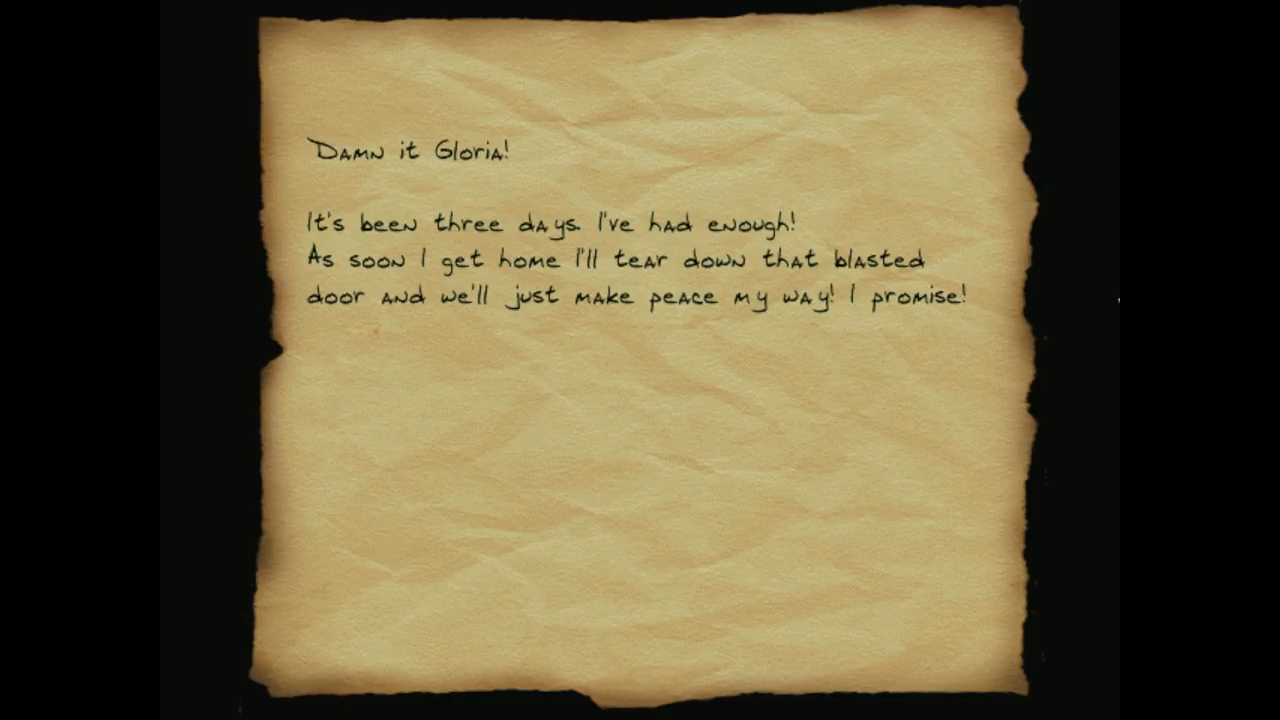 Damn it Gloria!
It's been three days. I've had enough!
As soon I get home I'll tear down that blasted
door and we'll just make peace my way! I promise!